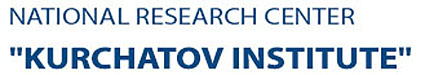 NATIONAL RESEARCH CENTER
"KURCHATOV INSTITUTE"